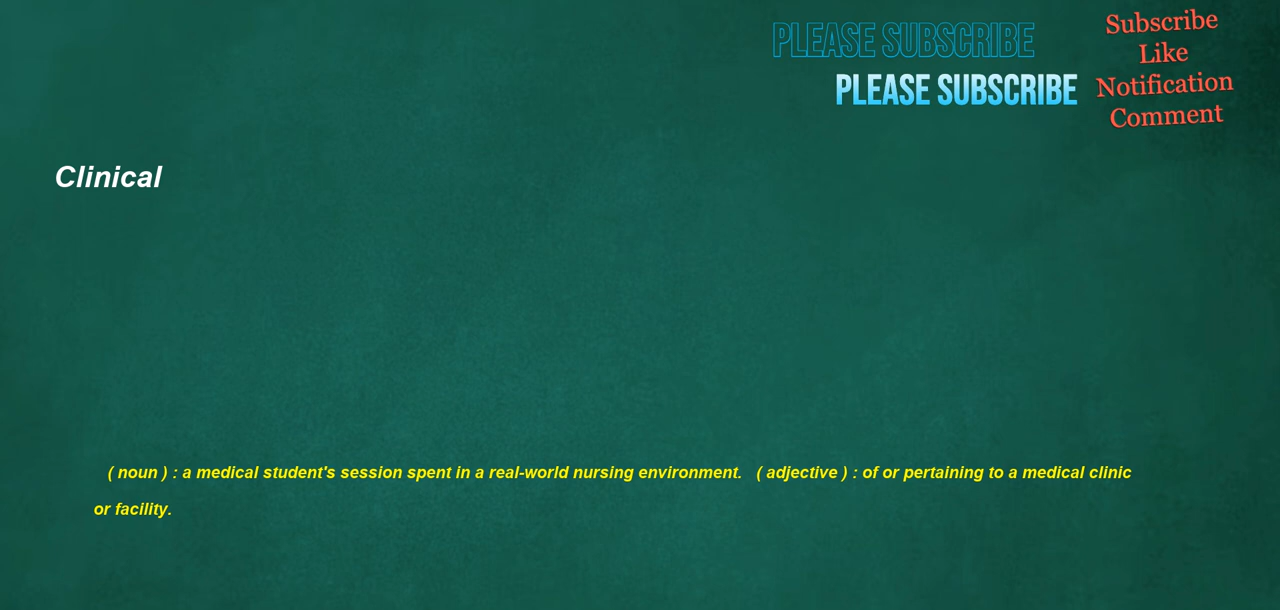 PLEASE SUBSCRIBE
PLEASE SUBSCRIBE
Subscribe
Like
Notification
Comment
Clinical
( noun ) : a medical student's session spent in a real-world nursing environment. ( adjective ) : of or pertaining to a medical clinic
or facility.